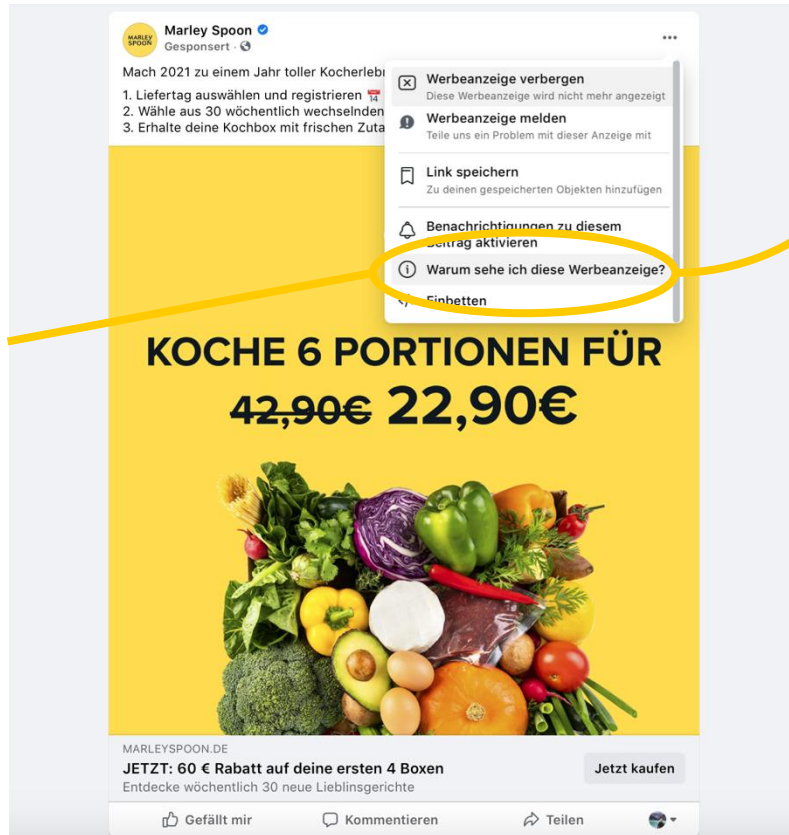 MARLEY
SPOON
Marley Spoon
Gesponsert ·
Mach 2021 zu einem Jahr toller Kocherleb
1. Liefertag auswählen und registrieren
14
2. Wähle aus 30 wöchentlich wechselnden
3. Erhalte deine Kochbox mit frischen Zuta
Werbeanzeige verbergen
Diese Werbeanzeige wird nicht mehr angezeigt
Werbeanzeige melden
Teile uns ein Problem mit dieser Anzeige mit
Link speichern
Zu deinen gespeicherten Objekten hinzufügen
Benachrichtigungen zu diesem
Beitrag aktivieren
Warum sehe ich diese Werbeanzeige?
Einbetten
KOCHE 6 PORTIONEN FÜR
42,90€ 22,90€
MARLEYSPOON.DE
JETZT: 60 € Rabatt auf deine ersten 4 Boxen
Entdecke wöchentlich 30 neue Lieblinsgerichte
Jetzt kaufen
Gefällt mir
Kommentieren
Teilen